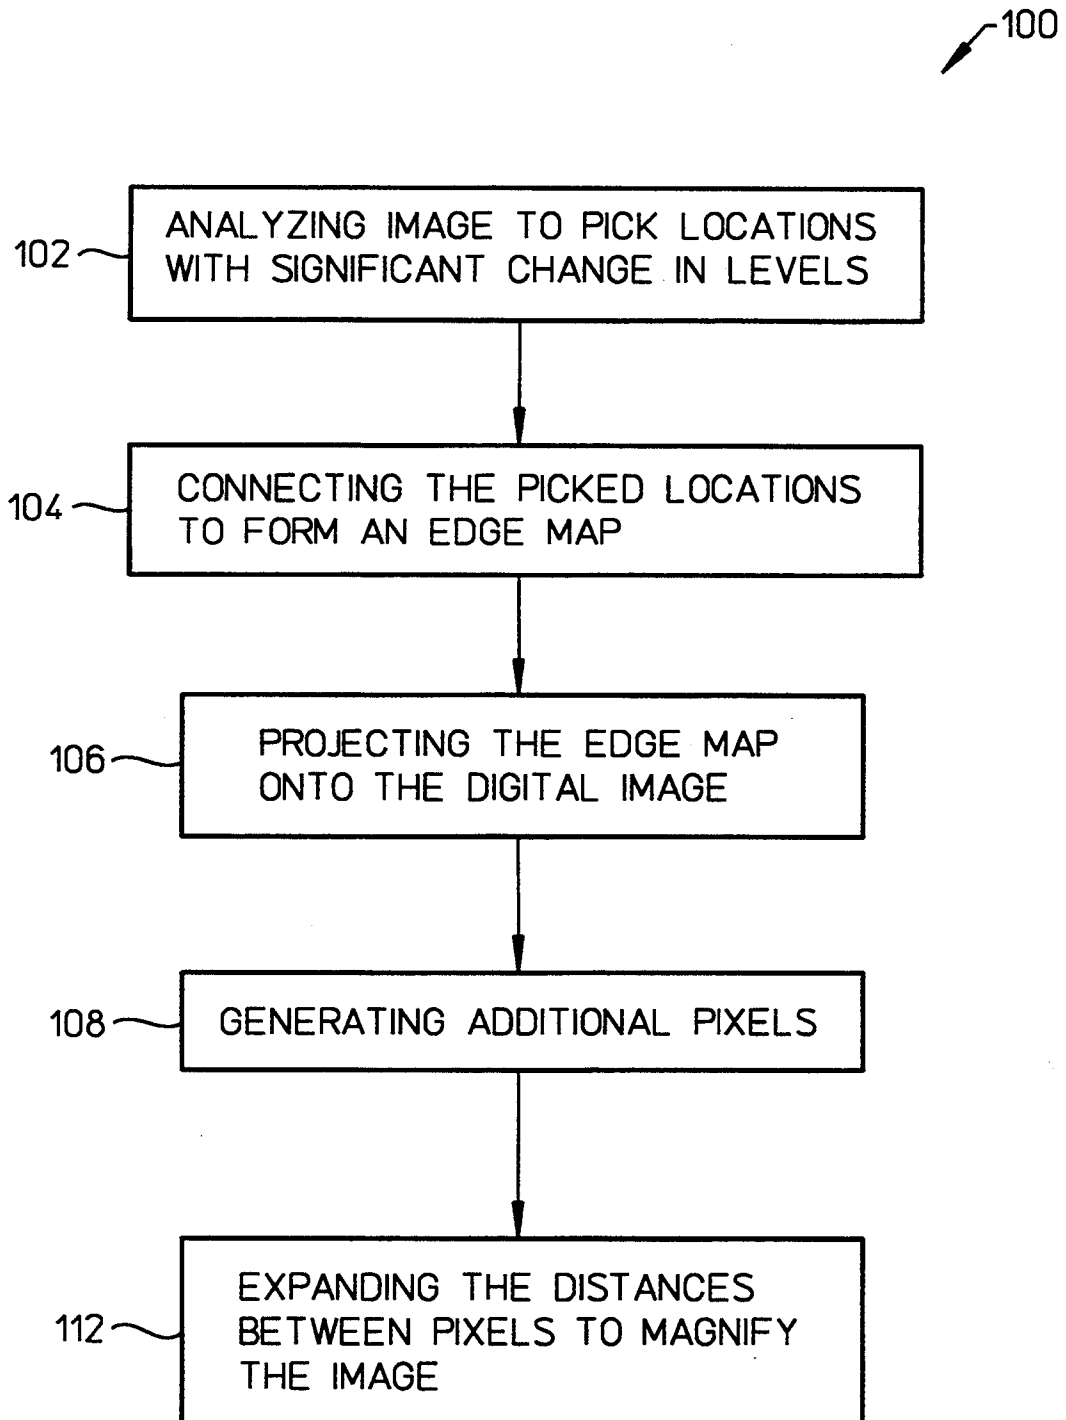 100
102
ANALYZING IMAGE TO PICK LOCATIONS
WITH SIGNIFICANT CHANGE IN LEVELS
104
CONNECTING THE PICKED LOCATIONS
TO FORM AN EDGE MAP
106
PROJECTING THE EDGE MAP
ONTO THE DIGITAL IMAGE
108
GENERATING ADDITIONAL PIXELS
112
EXPANDING THE DISTANCES
BETWEEN PIXELS TO MAGNIFY
THE IMAGE